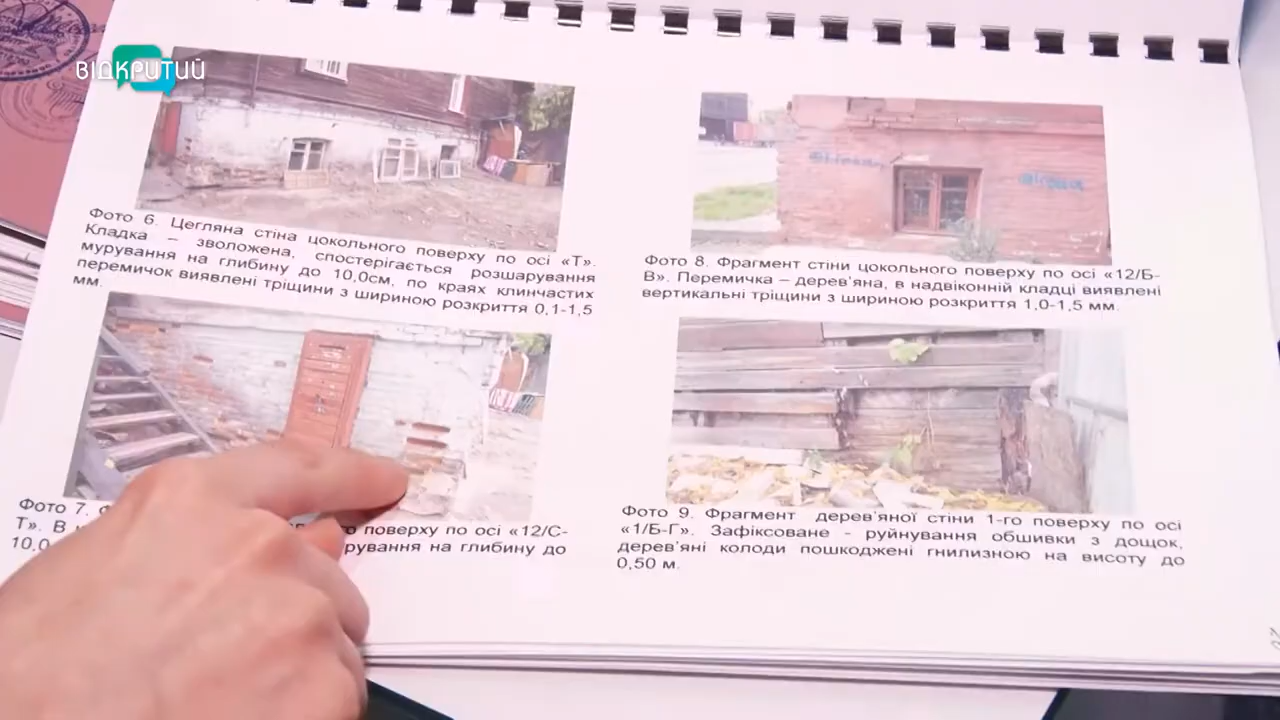 ВІДКРИТИЙ
Фото 6. Цегляна стіна цокольного поверху по осі «Т».
Кладка – зволожена, спостерігається розшарування
мурування на глибину до 10,0см, по краях клинчастих
перемичок виявлені тріщини з шириною розкриття 0,1-1,5
мм.
Фото 8. Фрагмент стіни цокольного поверху по осі «12/Б-
В». Перемичка – дерев'яна, в надвіконній кладці виявлені
вертикальні тріщини з шириною розкриття 1,0-1,5 мм.
Фото 7.
поверху по осі «12/С-
Т». В
на глибину до
Фото 9. Фрагмент дерев'яної стіни 1-го поверху по осі
«1/Б-Г». Зафіксоване - руйнування обшивки з дощок,
дерев'яні колоди пошкоджені гнилизною на висоту до
0,50 м.